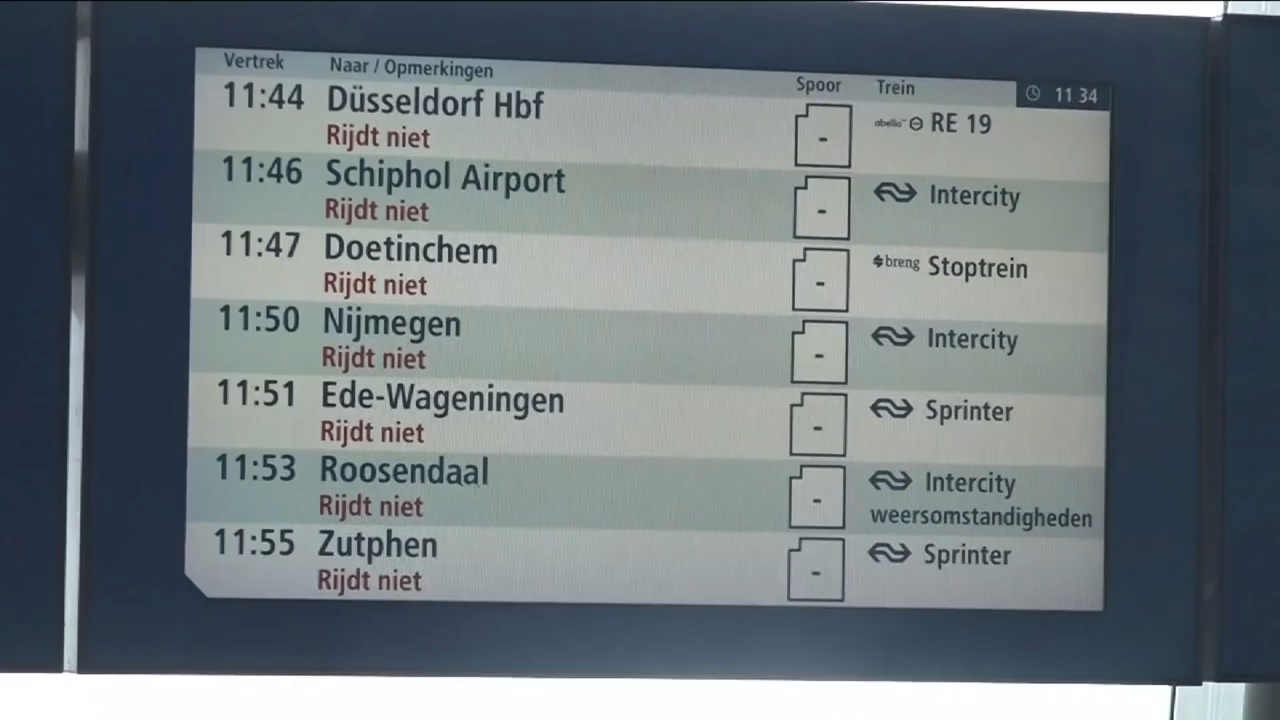 Vertrek Naar / Opmerkingen Spoor Trein 11 34
11:44 Düsseldorf Hbf - abellio RE 19
Rijdt niet
11:46 Schiphol Airport - Intercity
Rijdt niet
11:47 Doetinchem - breng Stoptrein
Rijdt niet
11:50 Nijmegen - Intercity
Rijdt niet
11:51 Ede-Wageningen - Sprinter
Rijdt niet
11:53 Roosendaal - Intercity
Rijdt niet weersomstandigheden
11:55 Zutphen - Sprinter
Rijdt niet